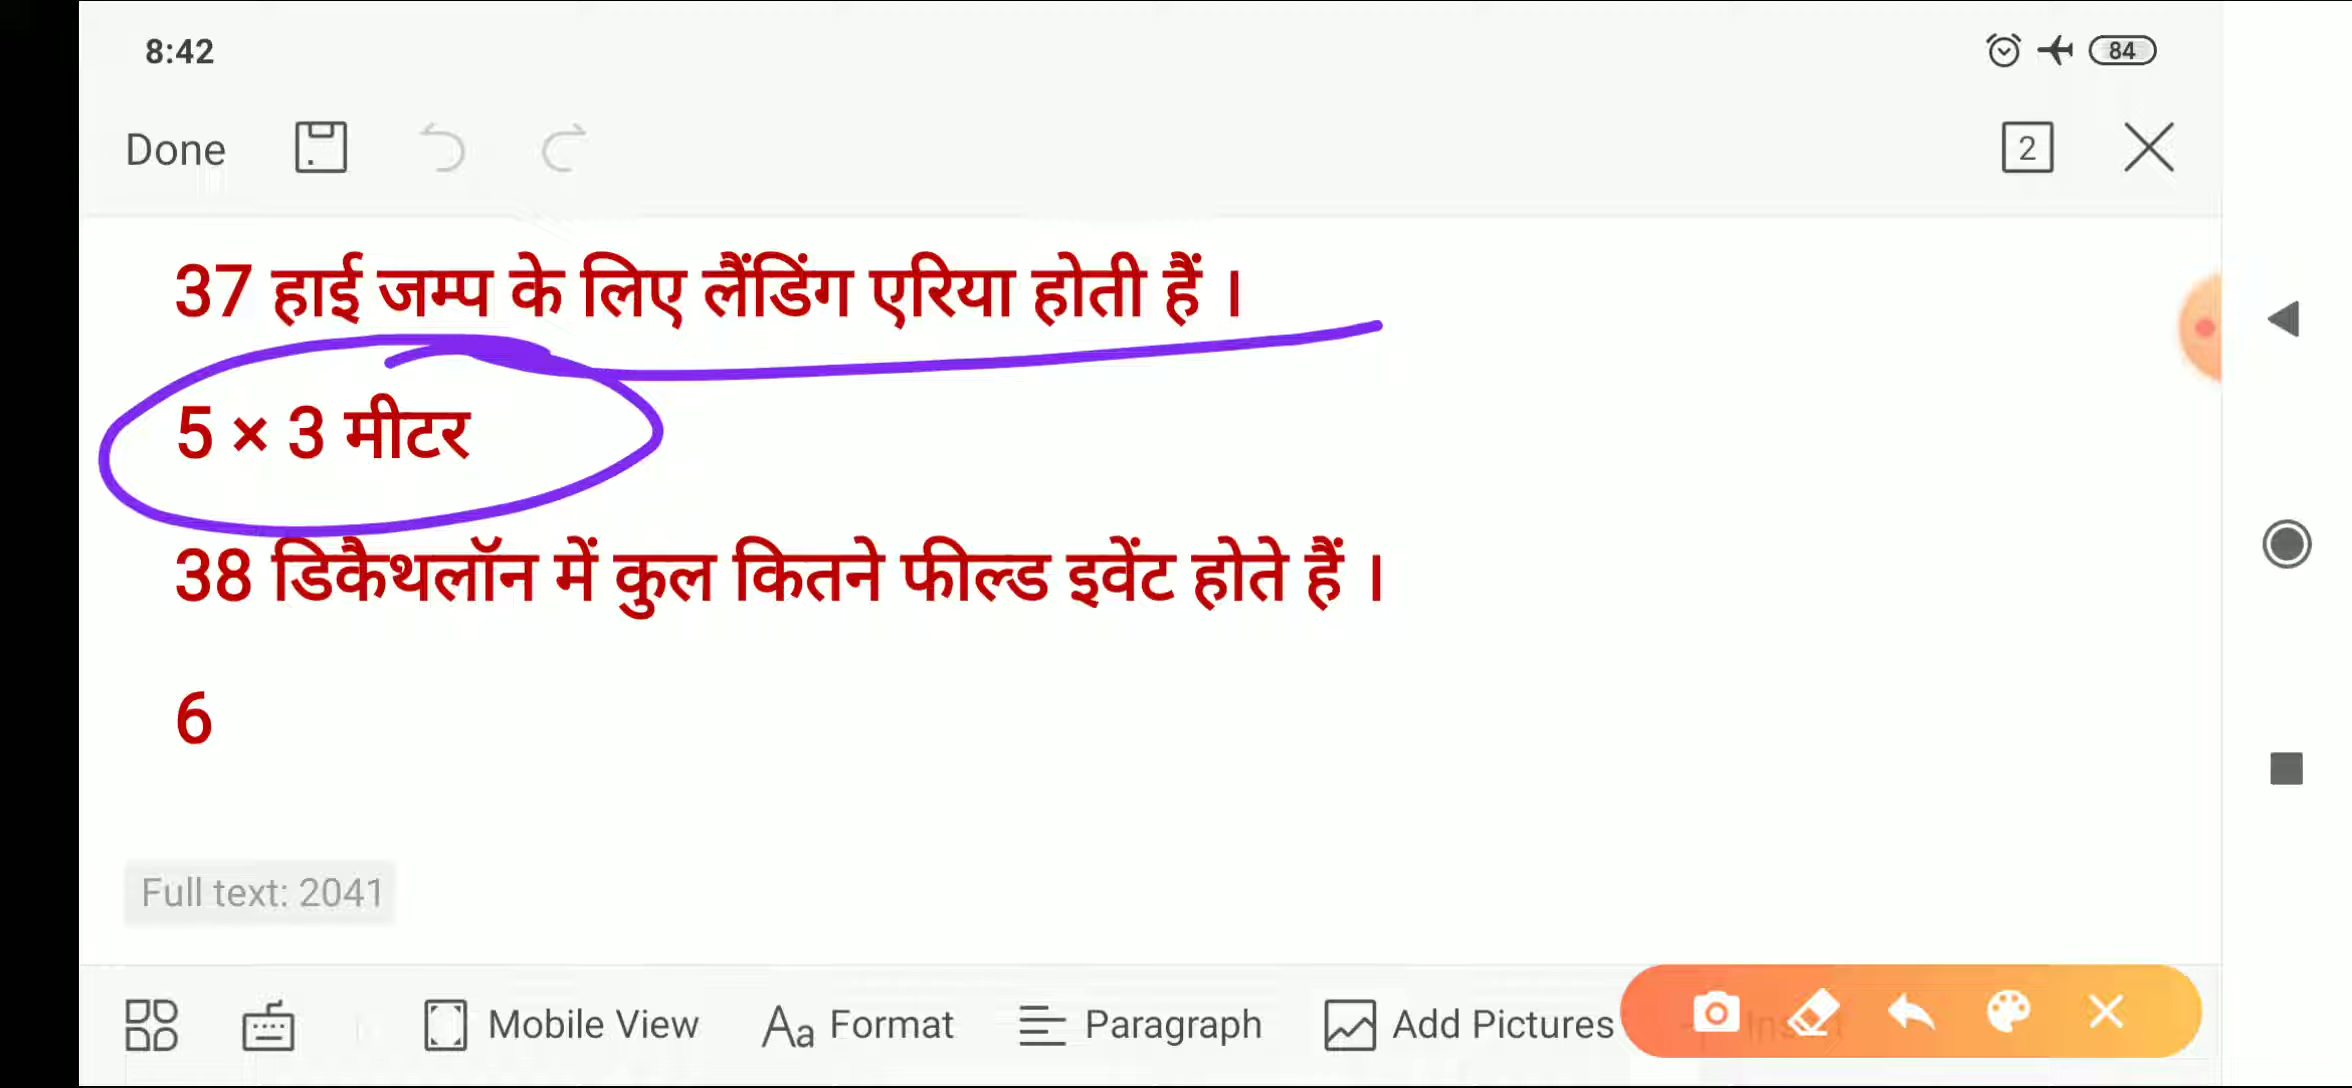 8:42
84
Done
2
37 हाई जम्प के लिए लैंडिंग एरिया होती हैं ।
5 × 3 मीटर
38 डिकैथलॉन में कुल कितने फील्ड इवेंट होते हैं ।
6
Full text: 2041
Mobile View Aa Format Paragraph Add Pictures